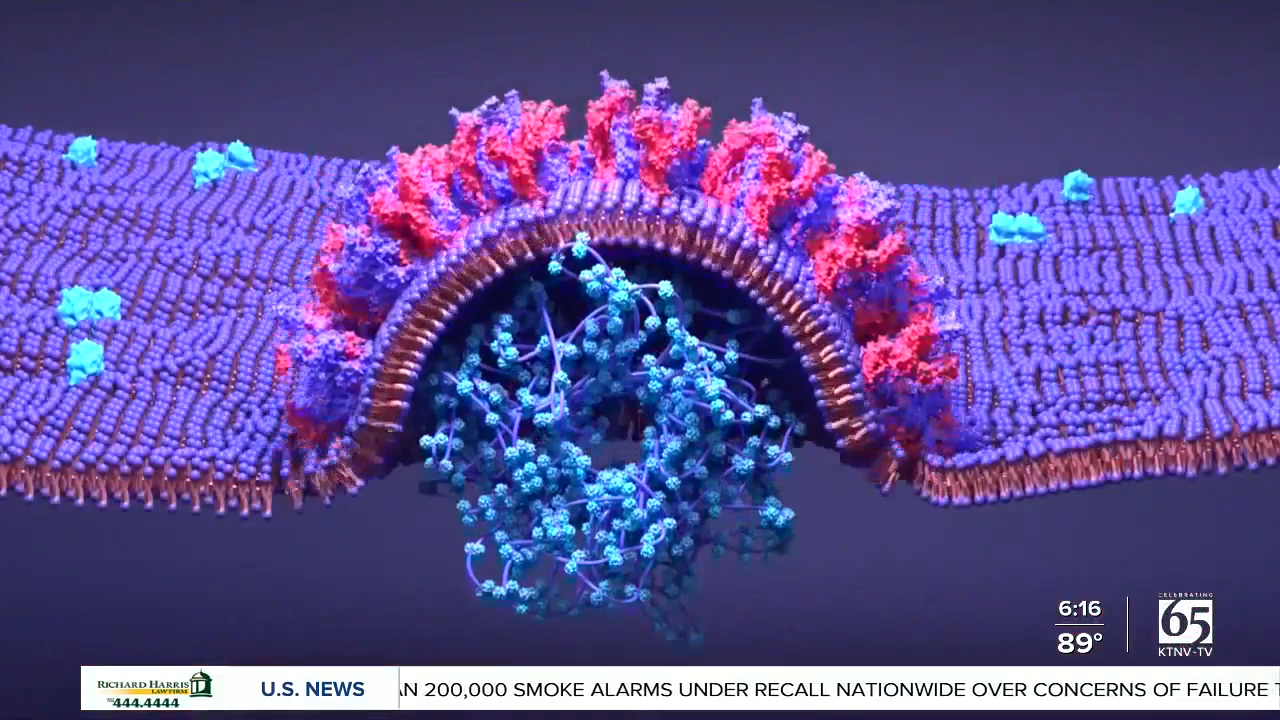 CELEBRATING
65
KTNV-TV
6:16
89°
RICHARD HARRIS
LAW FIRM
702 444.4444
U.S. NEWS
AN 200,000 SMOKE ALARMS UNDER RECALL NATIONWIDE OVER CONCERNS OF FAILURE T